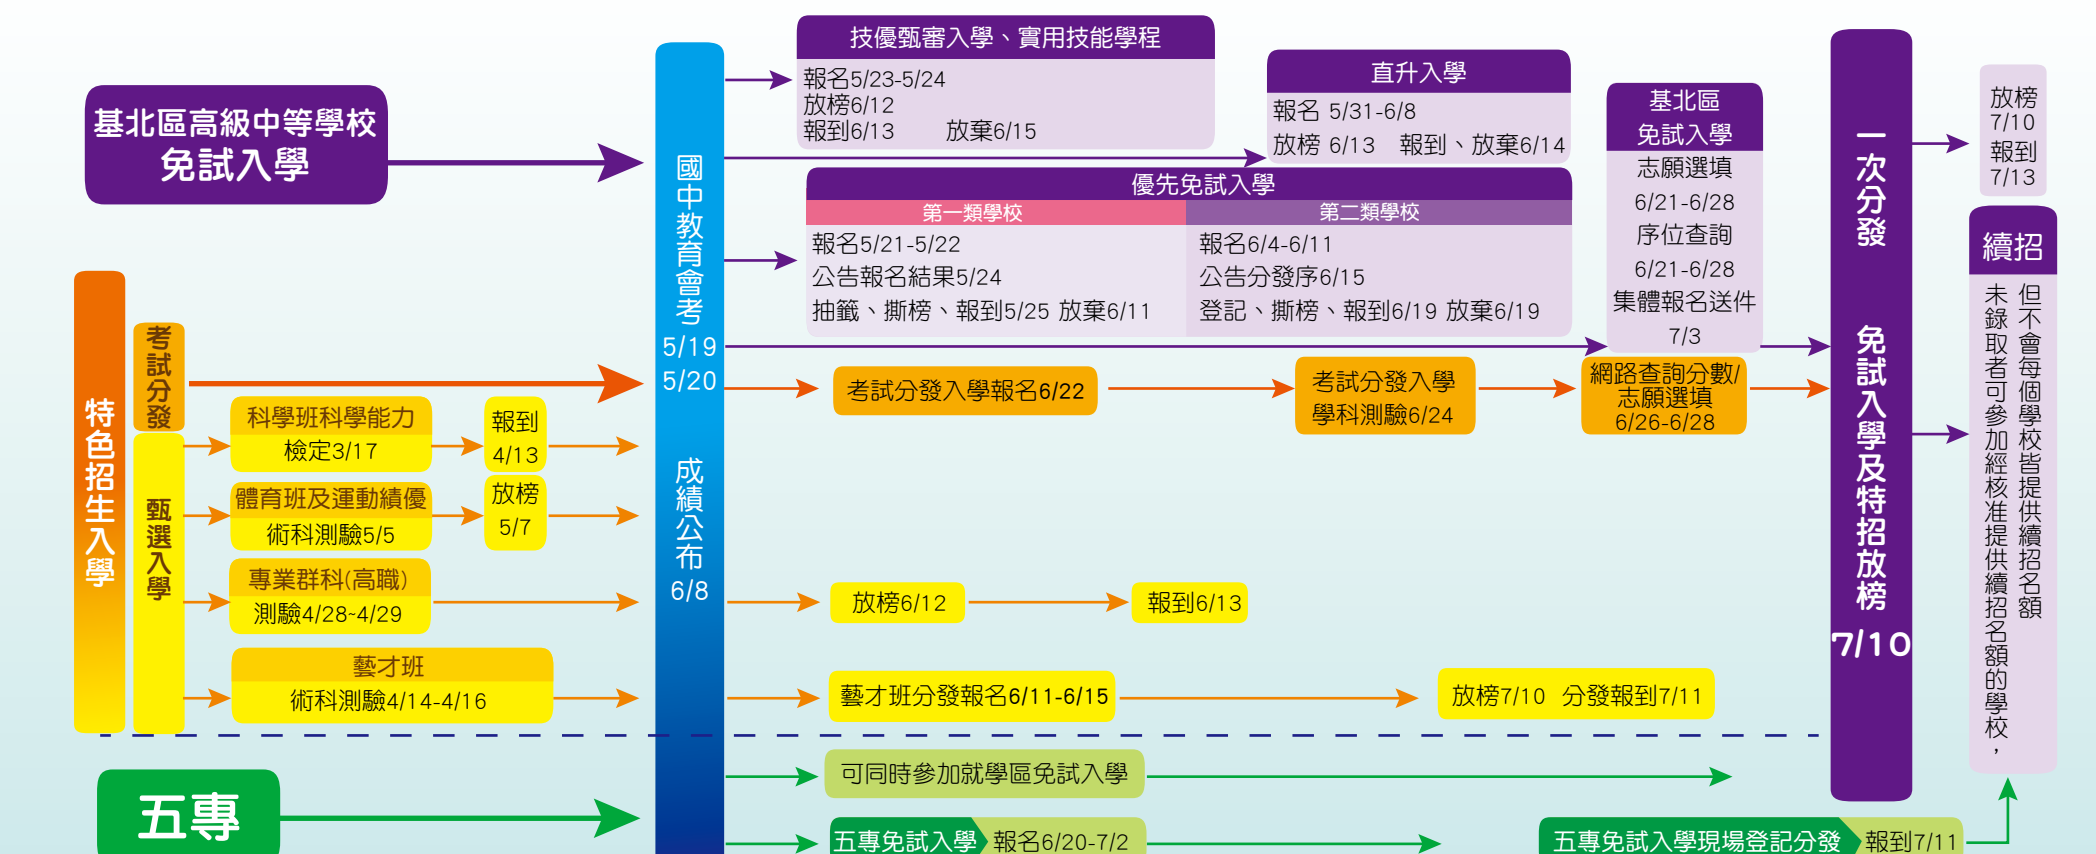 基北區高級中等學校
免試入學
特色招生入學
考試分發
甄選入學
科學班科學能力
檢定3/17
報到
4/13
體育班及運動績優
術科測驗5/5
放榜
5/7
專業群科(高職)
測驗4/28~4/29
藝才班
術科測驗4/14-4/16
五專
國中教育會考
5/19
5/20
成績公布
6/8
技優甄審入學、實用技能學程
報名5/23-5/24
放榜6/12
報到6/13 放棄6/15
直升入學
報名 5/31-6/8
放榜 6/13 報到、放棄6/14
優先免試入學
第一類學校
報名5/21-5/22
公告報名結果5/24
抽籤、撕榜、報到5/25 放棄6/11
第二類學校
報名6/4-6/11
公告分發序6/15
登記、撕榜、報到6/19 放棄6/19
基北區
免試入學
志願選填
6/21-6/28
序位查詢
6/21-6/28
集體報名送件
7/3
考試分發入學報名6/22
考試分發入學
學科測驗6/24
網路查詢分數/
志願選填
6/26-6/28
放榜6/12
報到6/13
藝才班分發報名6/11-6/15
放榜7/10 分發報到7/11
可同時參加就學區免試入學
五專免試入學
報名6/20-7/2
五專免試入學現場登記分發
報到7/11
一次分發
免試入學及特招放榜
7/10
放榜
7/10
報到
7/13
續招
未錄取者可參加經核准提供續招名額的學校，
但不會每個學校皆提供續招名額